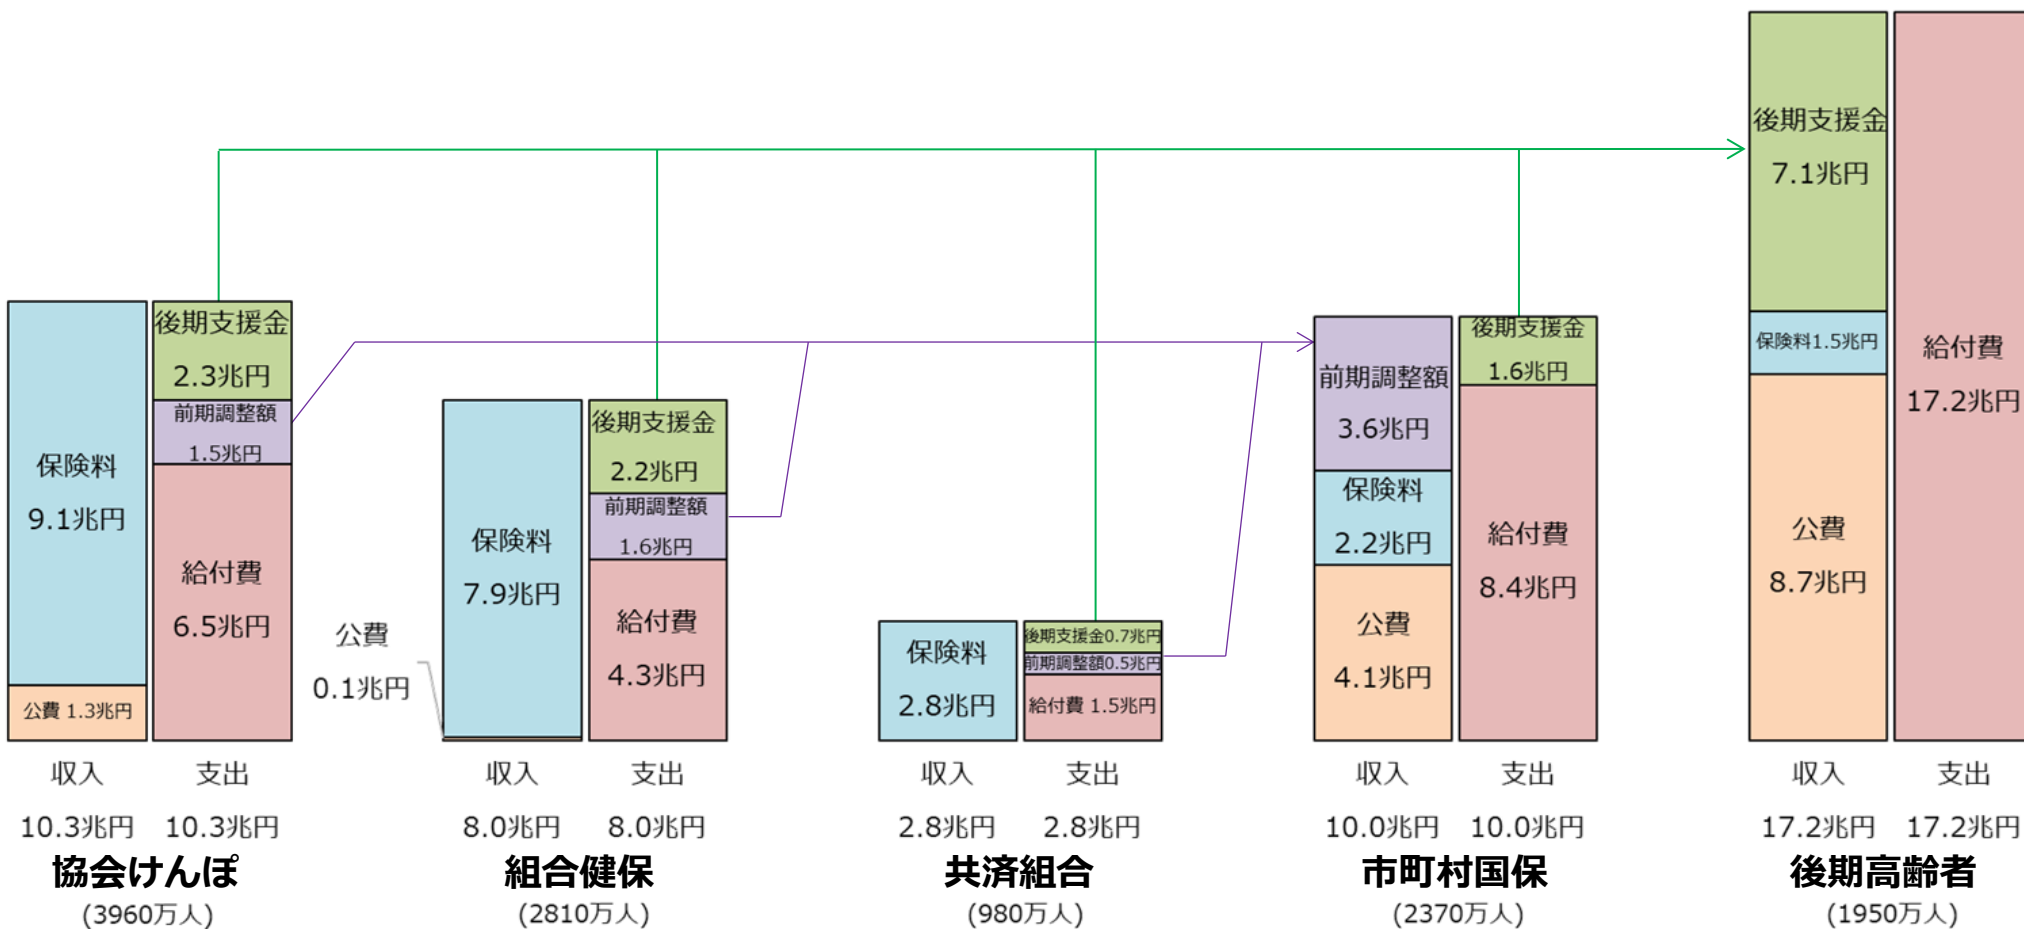 保険料
9.1兆円
公費 1.3兆円
後期支援金
2.3兆円
前期調整額
1.5兆円
給付費
6.5兆円
収入
支出
10.3兆円
10.3兆円
協会けんぽ
(3960万人)
公費
0.1兆円
保険料
7.9兆円
後期支援金
2.2兆円
前期調整額
1.6兆円
給付費
4.3兆円
収入
支出
8.0兆円
8.0兆円
組合健保
(2810万人)
保険料
2.8兆円
後期支援金0.7兆円
前期調整額0.5兆円
給付費 1.5兆円
収入
支出
2.8兆円
2.8兆円
共済組合
(980万人)
前期調整額
3.6兆円
保険料
2.2兆円
公費
4.1兆円
後期支援金
1.6兆円
給付費
8.4兆円
収入
支出
10.0兆円
10.0兆円
市町村国保
(2370万人)
後期支援金
7.1兆円
保険料1.5兆円
公費
8.7兆円
給付費
17.2兆円
収入
支出
17.2兆円
17.2兆円
後期高齢者
(1950万人)